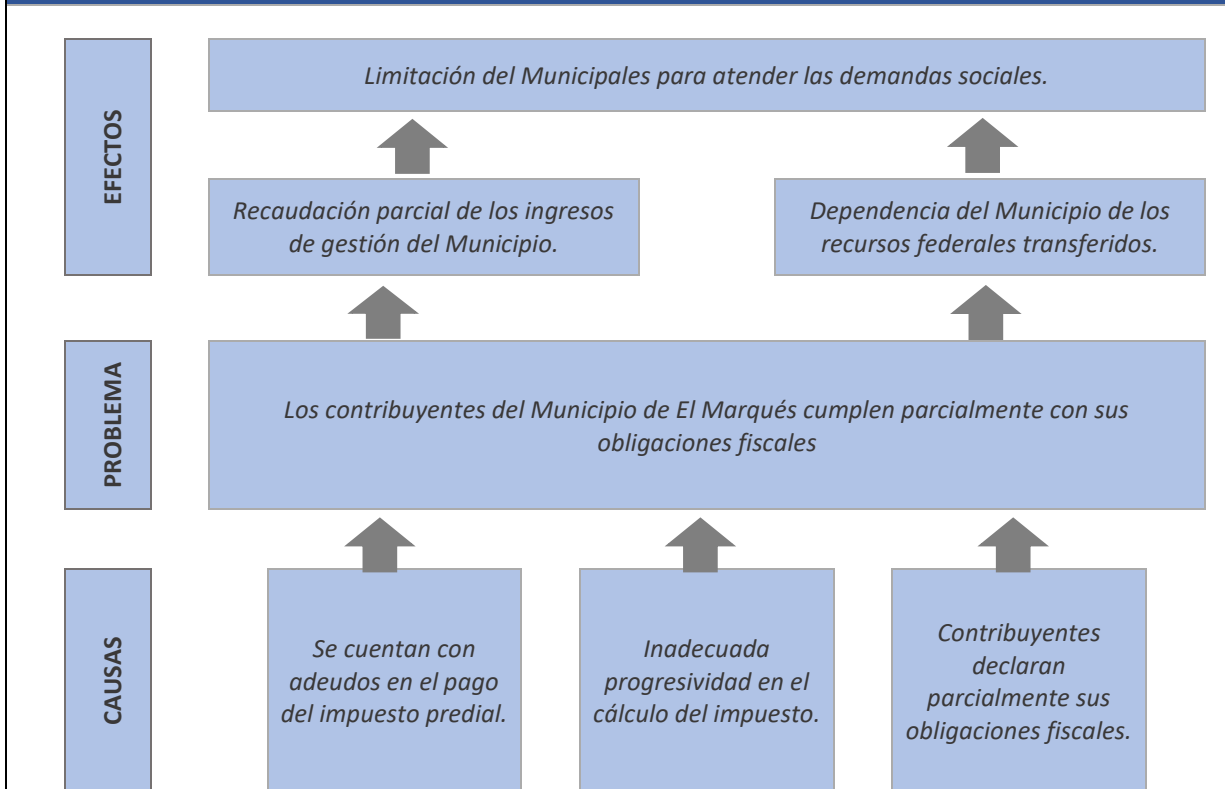 EFECTOS
Limitación del Municipales para atender las demandas sociales.
Recaudación parcial de los ingresos
de gestión del Municipio.
Dependencia del Municipio de los
recursos federales transferidos.
PROBLEMA
Los contribuyentes del Municipio de El Marqués cumplen parcialmente con sus
obligaciones fiscales
CAUSAS
Se cuentan con
adeudos en el pago
del impuesto predial.
Inadecuada
progresividad en el
cálculo del impuesto.
Contribuyentes
declaran
parcialmente sus
obligaciones fiscales.